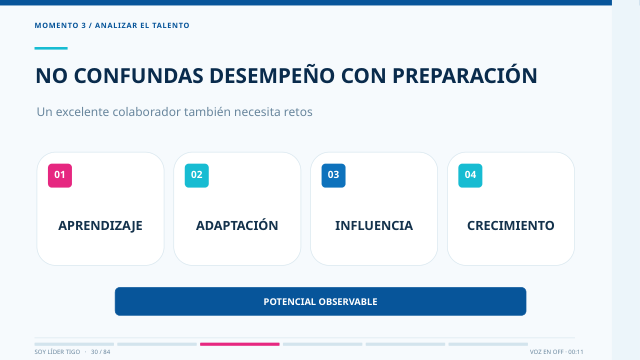 MOMENTO 3 / ANALIZAR EL TALENTO
NO CONFUNDAS DESEMPEÑO CON PREPARACIÓN
Un excelente colaborador también necesita retos
01
02
03
04
APRENDIZAJE
ADAPTACIÓN
INFLUENCIA
CRECIMIENTO
POTENCIAL OBSERVABLE
SOY LÍDER TIGO · 30 / 84
VOZ EN OFF · 00:11